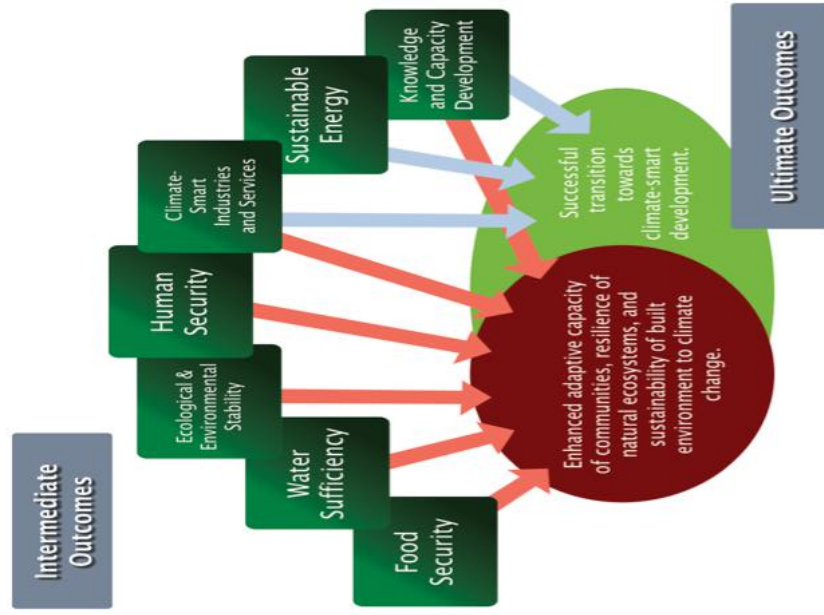 Intermediate
Outcomes
Food
Security
Water
Sufficiency
Ecological &
Environmental
Stability
Human
Security
Climate-
Smart
Industries
and Services
Sustainable
Energy
Knowledge
and Capacity
Development
Enhanced adaptive capacity
of communities, resilience of
natural ecosystems, and
sustainability of built
environment to climate
change.
Successful
transition
towards
climate-smart
development.
Ultimate Outcomes